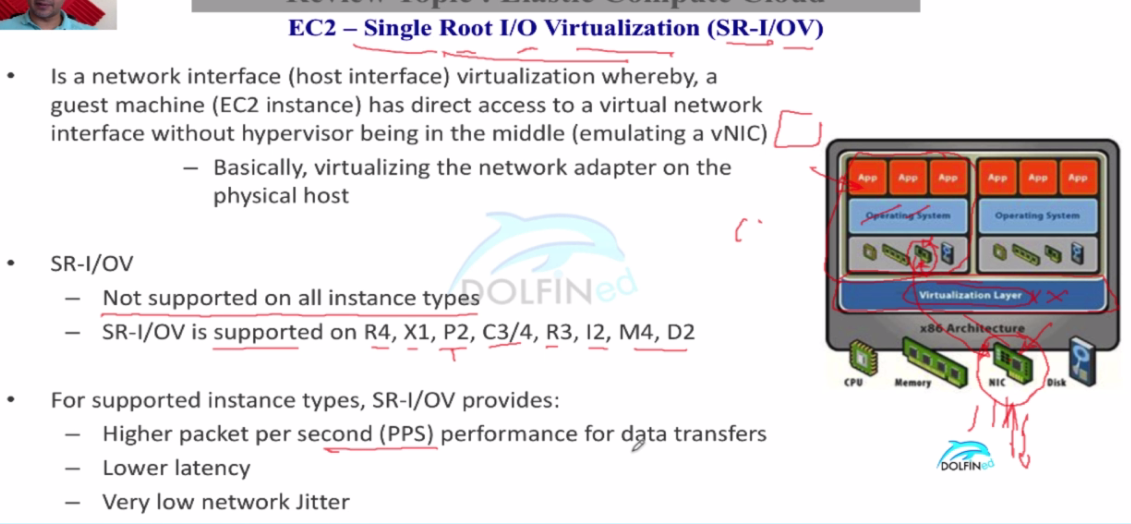 Review Topic : Elastic Compute Cloud
EC2 – Single Root I/O Virtualization (SR-I/OV)
• Is a network interface (host interface) virtualization whereby, a
guest machine (EC2 instance) has direct access to a virtual network
interface without hypervisor being in the middle (emulating a vNIC)
– Basically, virtualizing the network adapter on the
physical host
• SR-I/OV
– Not supported on all instance types
– SR-I/OV is supported on R4, X1, P2, C3/4, R3, I2, M4, D2
• For supported instance types, SR-I/OV provides:
– Higher packet per second (PPS) performance for data transfers
– Lower latency
– Very low network Jitter
DOLFINed
App App App App App App
Operating System Operating System
Virtualization Layer
x86 Architecture
CPU Memory NIC Disk
DOLFINed